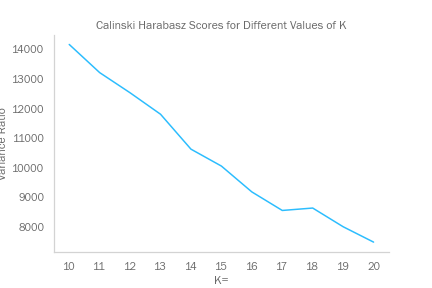 Calinski Harabasz Scores for Different Values of K
14000
13000
12000
11000
10000
9000
8000
Variance Ratio
10 11 12 13 14 15 16 17 18 19 20
K=